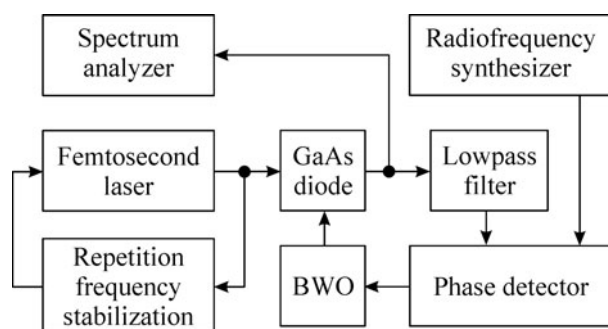 Spectrum
analyzer
Radiofrequency
synthesizer
Femtosecond
laser
GaAs
diode
Lowpass
filter
Repetition
frequency
stabilization
BWO
Phase detector